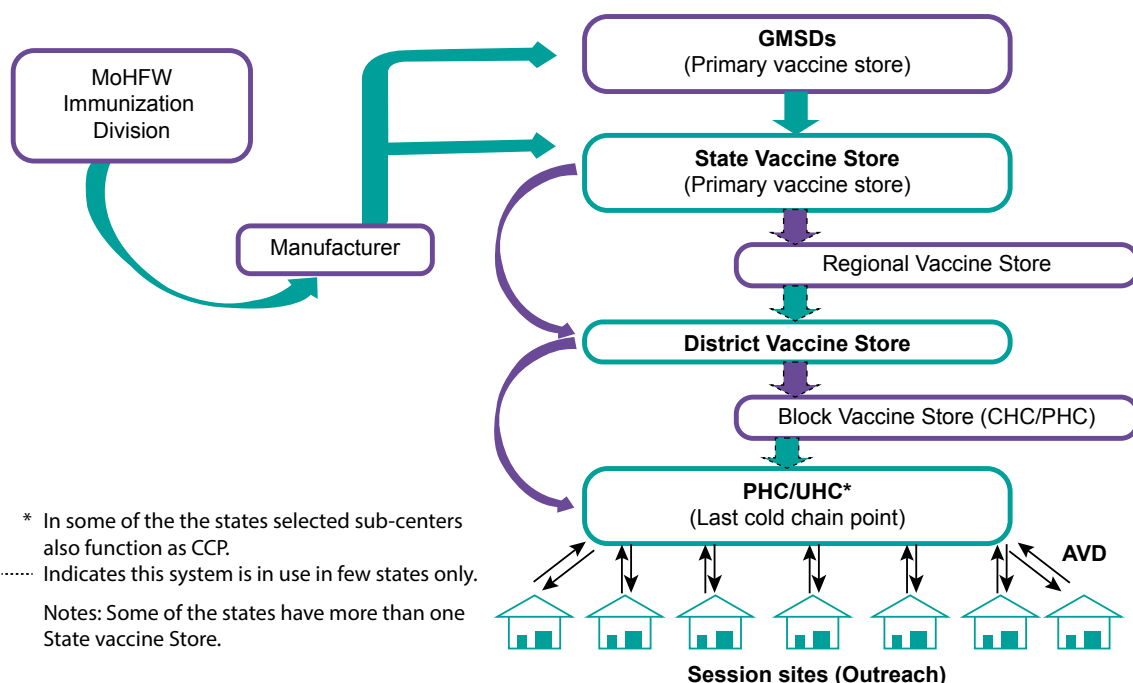 MoHFW
Immunization
Division
Manufacturer
GMSDs
(Primary vaccine store)
State Vaccine Store
(Primary vaccine store)
Regional Vaccine Store
District Vaccine Store
Block Vaccine Store (CHC/PHC)
PHC/UHC*
(Last cold chain point)
AVD
Session sites (Outreach)
* In some of the the states selected sub-centers
also function as CCP.
Indicates this system is in use in few states only.
Notes: Some of the states have more than one
State vaccine Store.